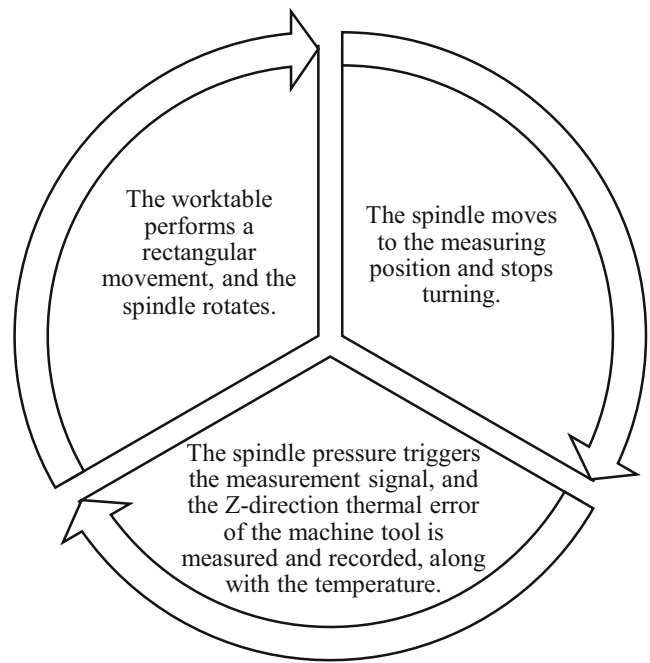 The worktable
performs a
rectangular
movement, and the
spindle rotates.
The spindle moves
to the measuring
position and stops
turning.
The spindle pressure triggers
the measurement signal, and
the Z-direction thermal error
of the machine tool is
measured and recorded, along
with the temperature.